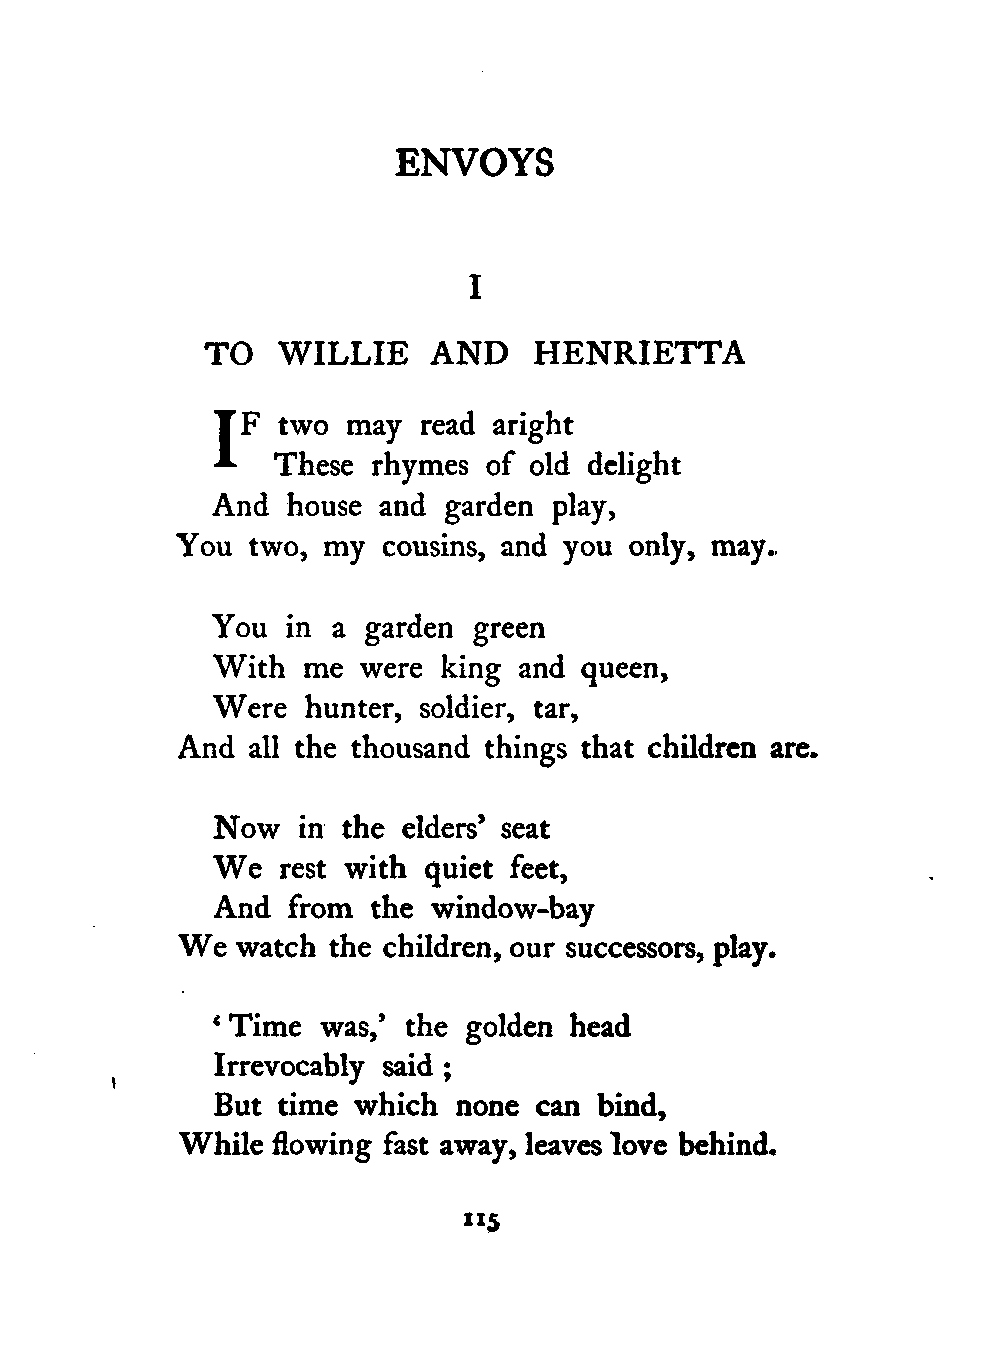 ENVOYS
I
TO WILLIE AND HENRIETTA
IF two may read aright
These rhymes of old delight
And house and garden play,
You two, my cousins, and you only, may.
You in a garden green
With me were king and queen,
Were hunter, soldier, tar,
And all the thousand things that children are.
Now in the elders' seat
We rest with quiet feet,
And from the window-bay
We watch the children, our successors, play.
'Time was,' the golden head
Irrevocably said ;
But time which none can bind,
While flowing fast away, leaves love behind.
115